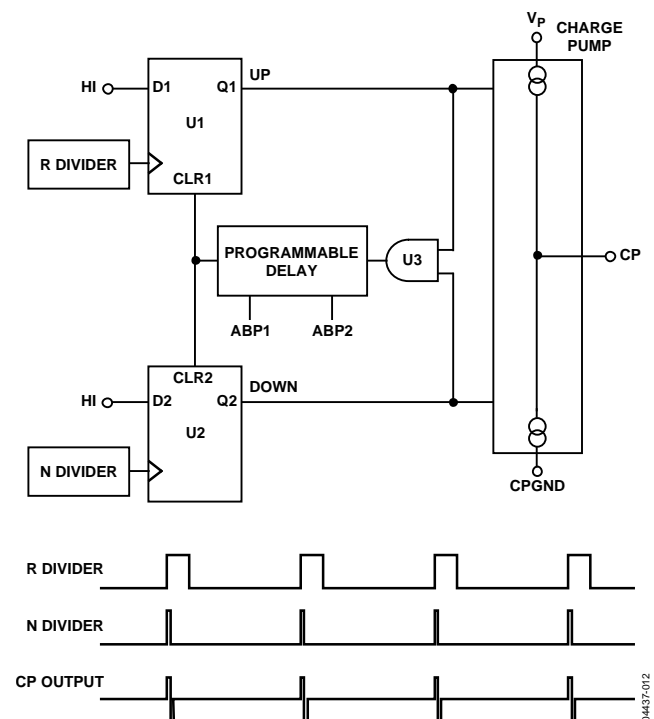 VP
CHARGE
PUMP
HI
D1
Q1
UP
U1
R DIVIDER
CLR1
PROGRAMMABLE
DELAY
U3
CP
ABP1
ABP2
CLR2
DOWN
HI
D2
Q2
U2
N DIVIDER
CPGND
R DIVIDER
N DIVIDER
CP OUTPUT
04437-012